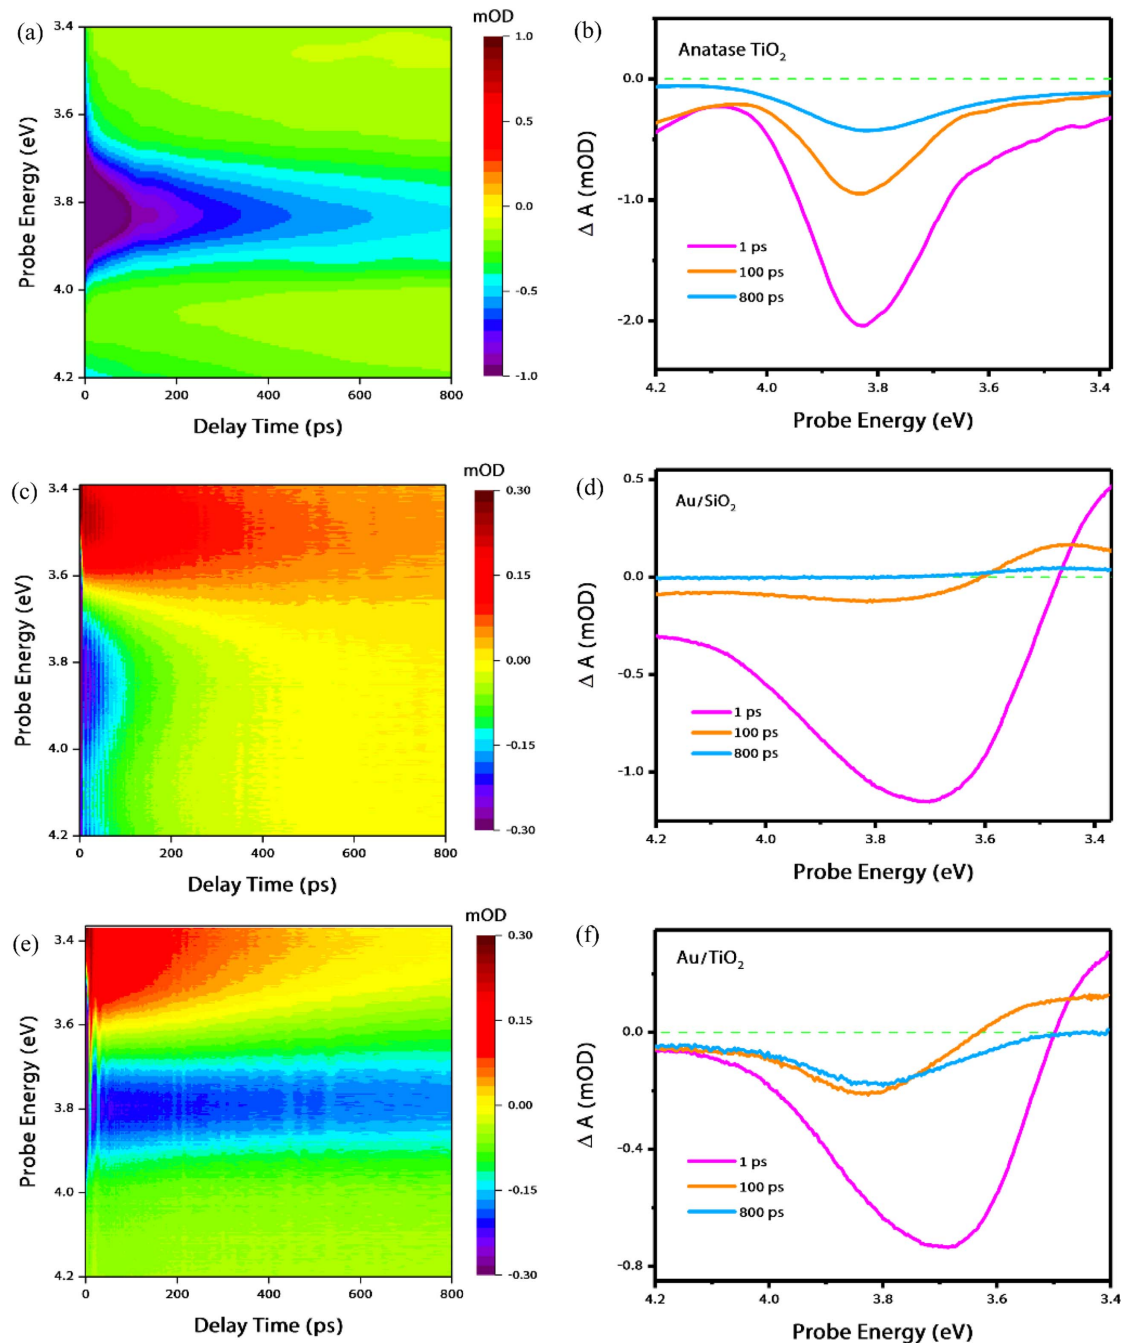 (a)
mOD
3.4
3.6
3.8
4.0
4.2
Probe Energy (eV)
0
200
400
600
800
Delay Time (ps)
1.0
0.5
0.0
-0.5
-1.0
(b)
Anatase TiO2
0.0
-1.0
-2.0
Δ A (mOD)
1 ps
100 ps
800 ps
4.2
4.0
3.8
3.6
3.4
Probe Energy (eV)
(c)
mOD
3.4
3.6
3.8
4.0
4.2
Probe Energy (eV)
0
200
400
600
800
Delay Time (ps)
0.30
0.15
0.00
-0.15
-0.30
(d)
Au/SiO2
0.5
0.0
-0.5
-1.0
Δ A (mOD)
1 ps
100 ps
800 ps
4.2
4.0
3.8
3.6
3.4
Probe Energy (eV)
(e)
mOD
3.4
3.6
3.8
4.0
4.2
Probe Energy (eV)
0
200
400
600
800
Delay Time (ps)
0.30
0.15
0.00
-0.15
-0.30
(f)
Au/TiO2
0.0
-0.4
-0.8
Δ A (mOD)
1 ps
100 ps
800 ps
4.2
4.0
3.8
3.6
3.4
Probe Energy (eV)